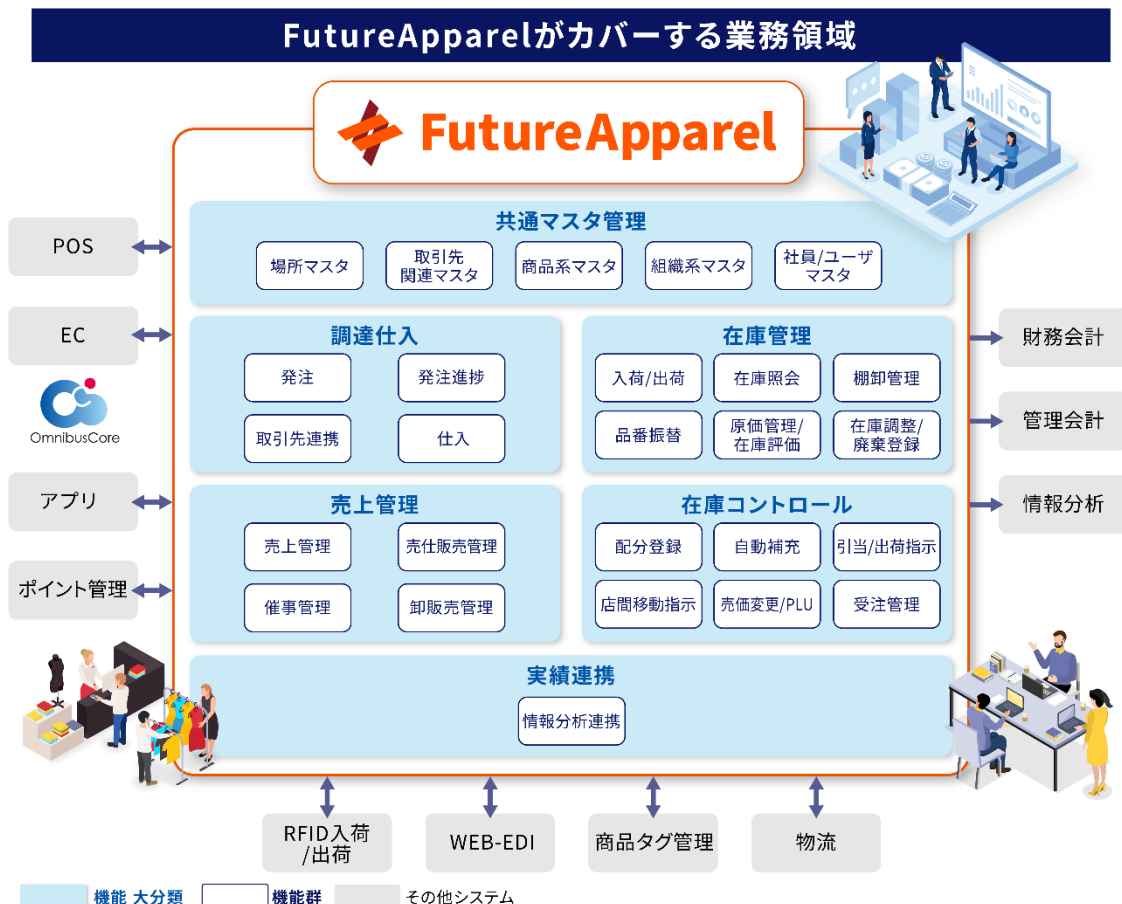 FutureApparelがカバーする業務領域
FutureApparel
共通マスタ管理
場所マスタ
取引先
関連マスタ
商品系マスタ
組織系マスタ
社員/ユーザ
マスタ
POS
EC
OmnibusCore
アプリ
ポイント管理
調達仕入
発注
発注進捗
取引先連携
仕入
在庫管理
入荷/出荷
在庫照会
棚卸管理
品番振替
原価管理/
在庫評価
在庫調整/
廃棄登録
売上管理
売上管理
売仕販売管理
催事管理
卸販売管理
在庫コントロール
配分登録
自動補充
引当/出荷指示
店間移動指示
売価変更/PLU
受注管理
実績連携
情報分析連携
財務会計
管理会計
情報分析
RFID入荷
/出荷
WEB-EDI
商品タグ管理
物流
機能 大分類
機能群
その他システム